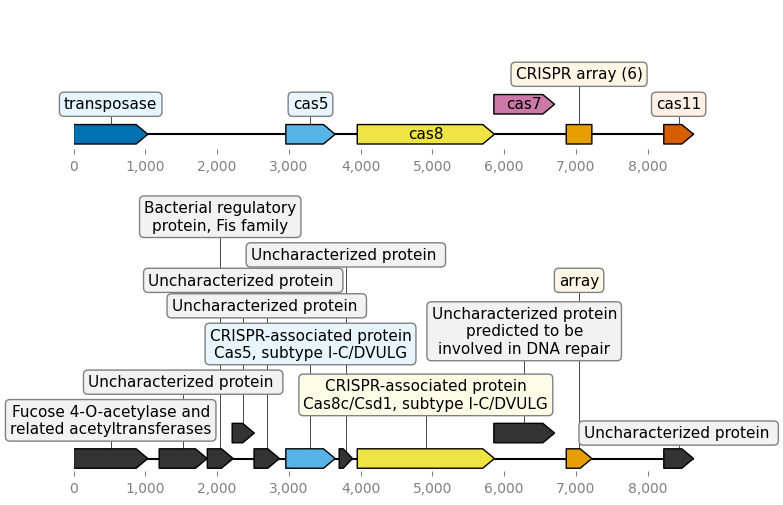 CRISPR array (6)
transposase
cas5
cas7
cas11
cas8
0
1,000
2,000
3,000
4,000
5,000
6,000
7,000
8,000
Bacterial regulatory
protein, Fis family
Uncharacterized protein
Uncharacterized protein
array
Uncharacterized protein
Uncharacterized protein
predicted to be
involved in DNA repair
CRISPR-associated protein
Cas5, subtype I-C/DVULG
Uncharacterized protein
CRISPR-associated protein
Cas8c/Csd1, subtype I-C/DVULG
Fucose 4-O-acetylase and
related acetyltransferases
Uncharacterized protein
0
1,000
2,000
3,000
4,000
5,000
6,000
7,000
8,000